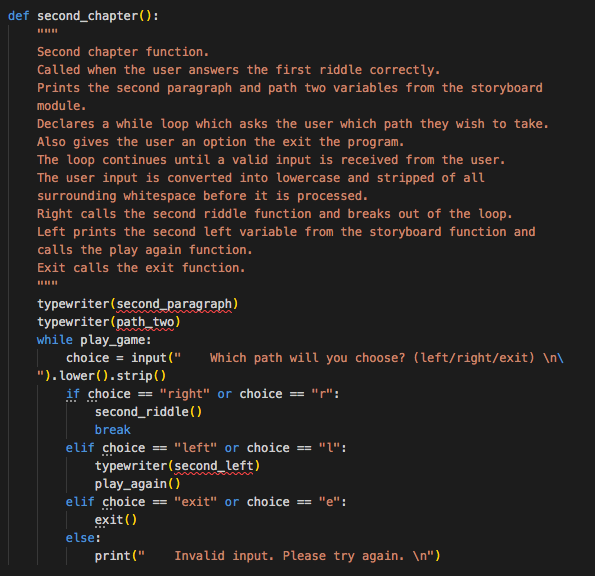 def second_chapter():
    """
    Second chapter function.
    Called when the user answers the first riddle correctly.
    Prints the second paragraph and path two variables from the storyboard
    module.
    Declares a while loop which asks the user which path they wish to take.
    Also gives the user an option the exit the program.
    The loop continues until a valid input is received from the user.
    The user input is converted into lowercase and stripped of all
    surrounding whitespace before it is processed.
    Right calls the second riddle function and breaks out of the loop.
    Left prints the second left variable from the storyboard function and
    calls the play again function.
    Exit calls the exit function.
    """
    typewriter(second_paragraph)
    typewriter(path_two)
    while play_game:
        choice = input("    Which path will you choose? (left/right/exit) \n\
    ").lower().strip()
        if choice == "right" or choice == "r":
            second_riddle()
            break
        elif choice == "left" or choice == "l":
            typewriter(second_left)
            play_again()
        elif choice == "exit" or choice == "e":
            exit()
        else:
            print("    Invalid input. Please try again. \n")